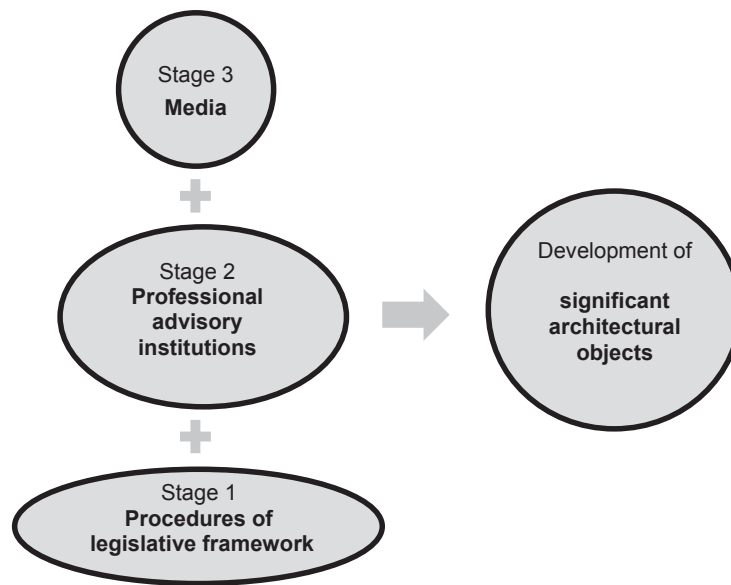 Stage 3
Media
Stage 2
Professional
advisory
institutions
Development of
significant
architectural
objects
Stage 1
Procedures of
legislative framework